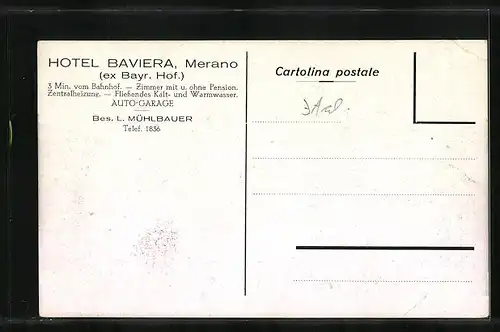 HOTEL BAVIERA, Merano
(ex Bayr. Hof.)
3 Min. vom Bahnhof. — Zimmer mit u. ohne Pension.
Zentralheizung. — Fließendes Kalt- und Warmwasser.
AUTO-GARAGE
Bes. L. MÜHLBAUER
Telef. 1836
Cartolina postale